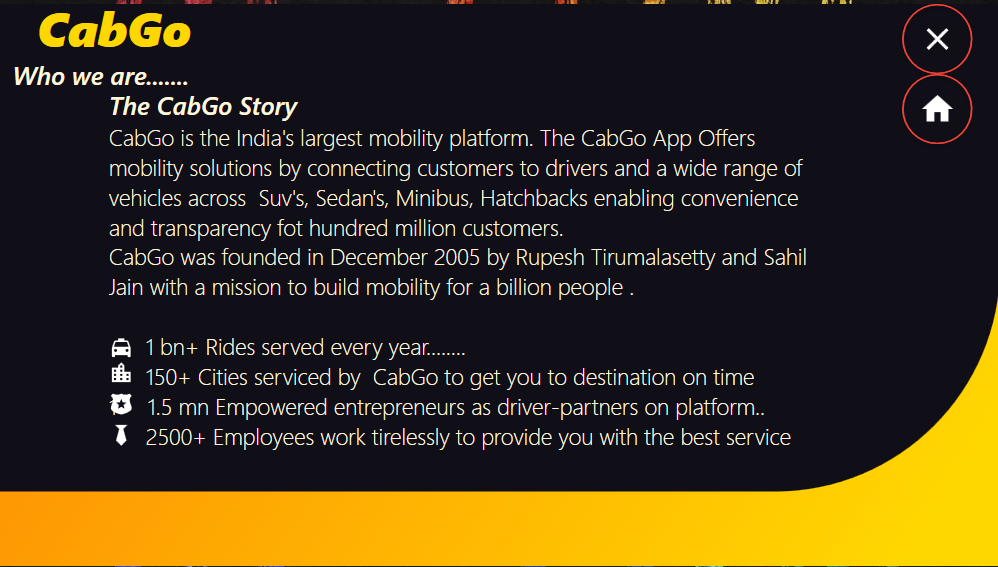 CabGo
Who we are.......
The CabGo Story
CabGo is the India's largest mobility platform. The CabGo App Offers
mobility solutions by connecting customers to drivers and a wide range of
vehicles across  Suv's, Sedan's, Minibus, Hatchbacks enabling convenience
and transparency fot hundred million customers.
CabGo was founded in December 2005 by Rupesh Tirumalasetty and Sahil
Jain with a mission to build mobility for a billion people .
1 bn+ Rides served every year........
150+ Cities serviced by  CabGo to get you to destination on time
1.5 mn Empowered entrepreneurs as driver-partners on platform..
2500+ Employees work tirelessly to provide you with the best service